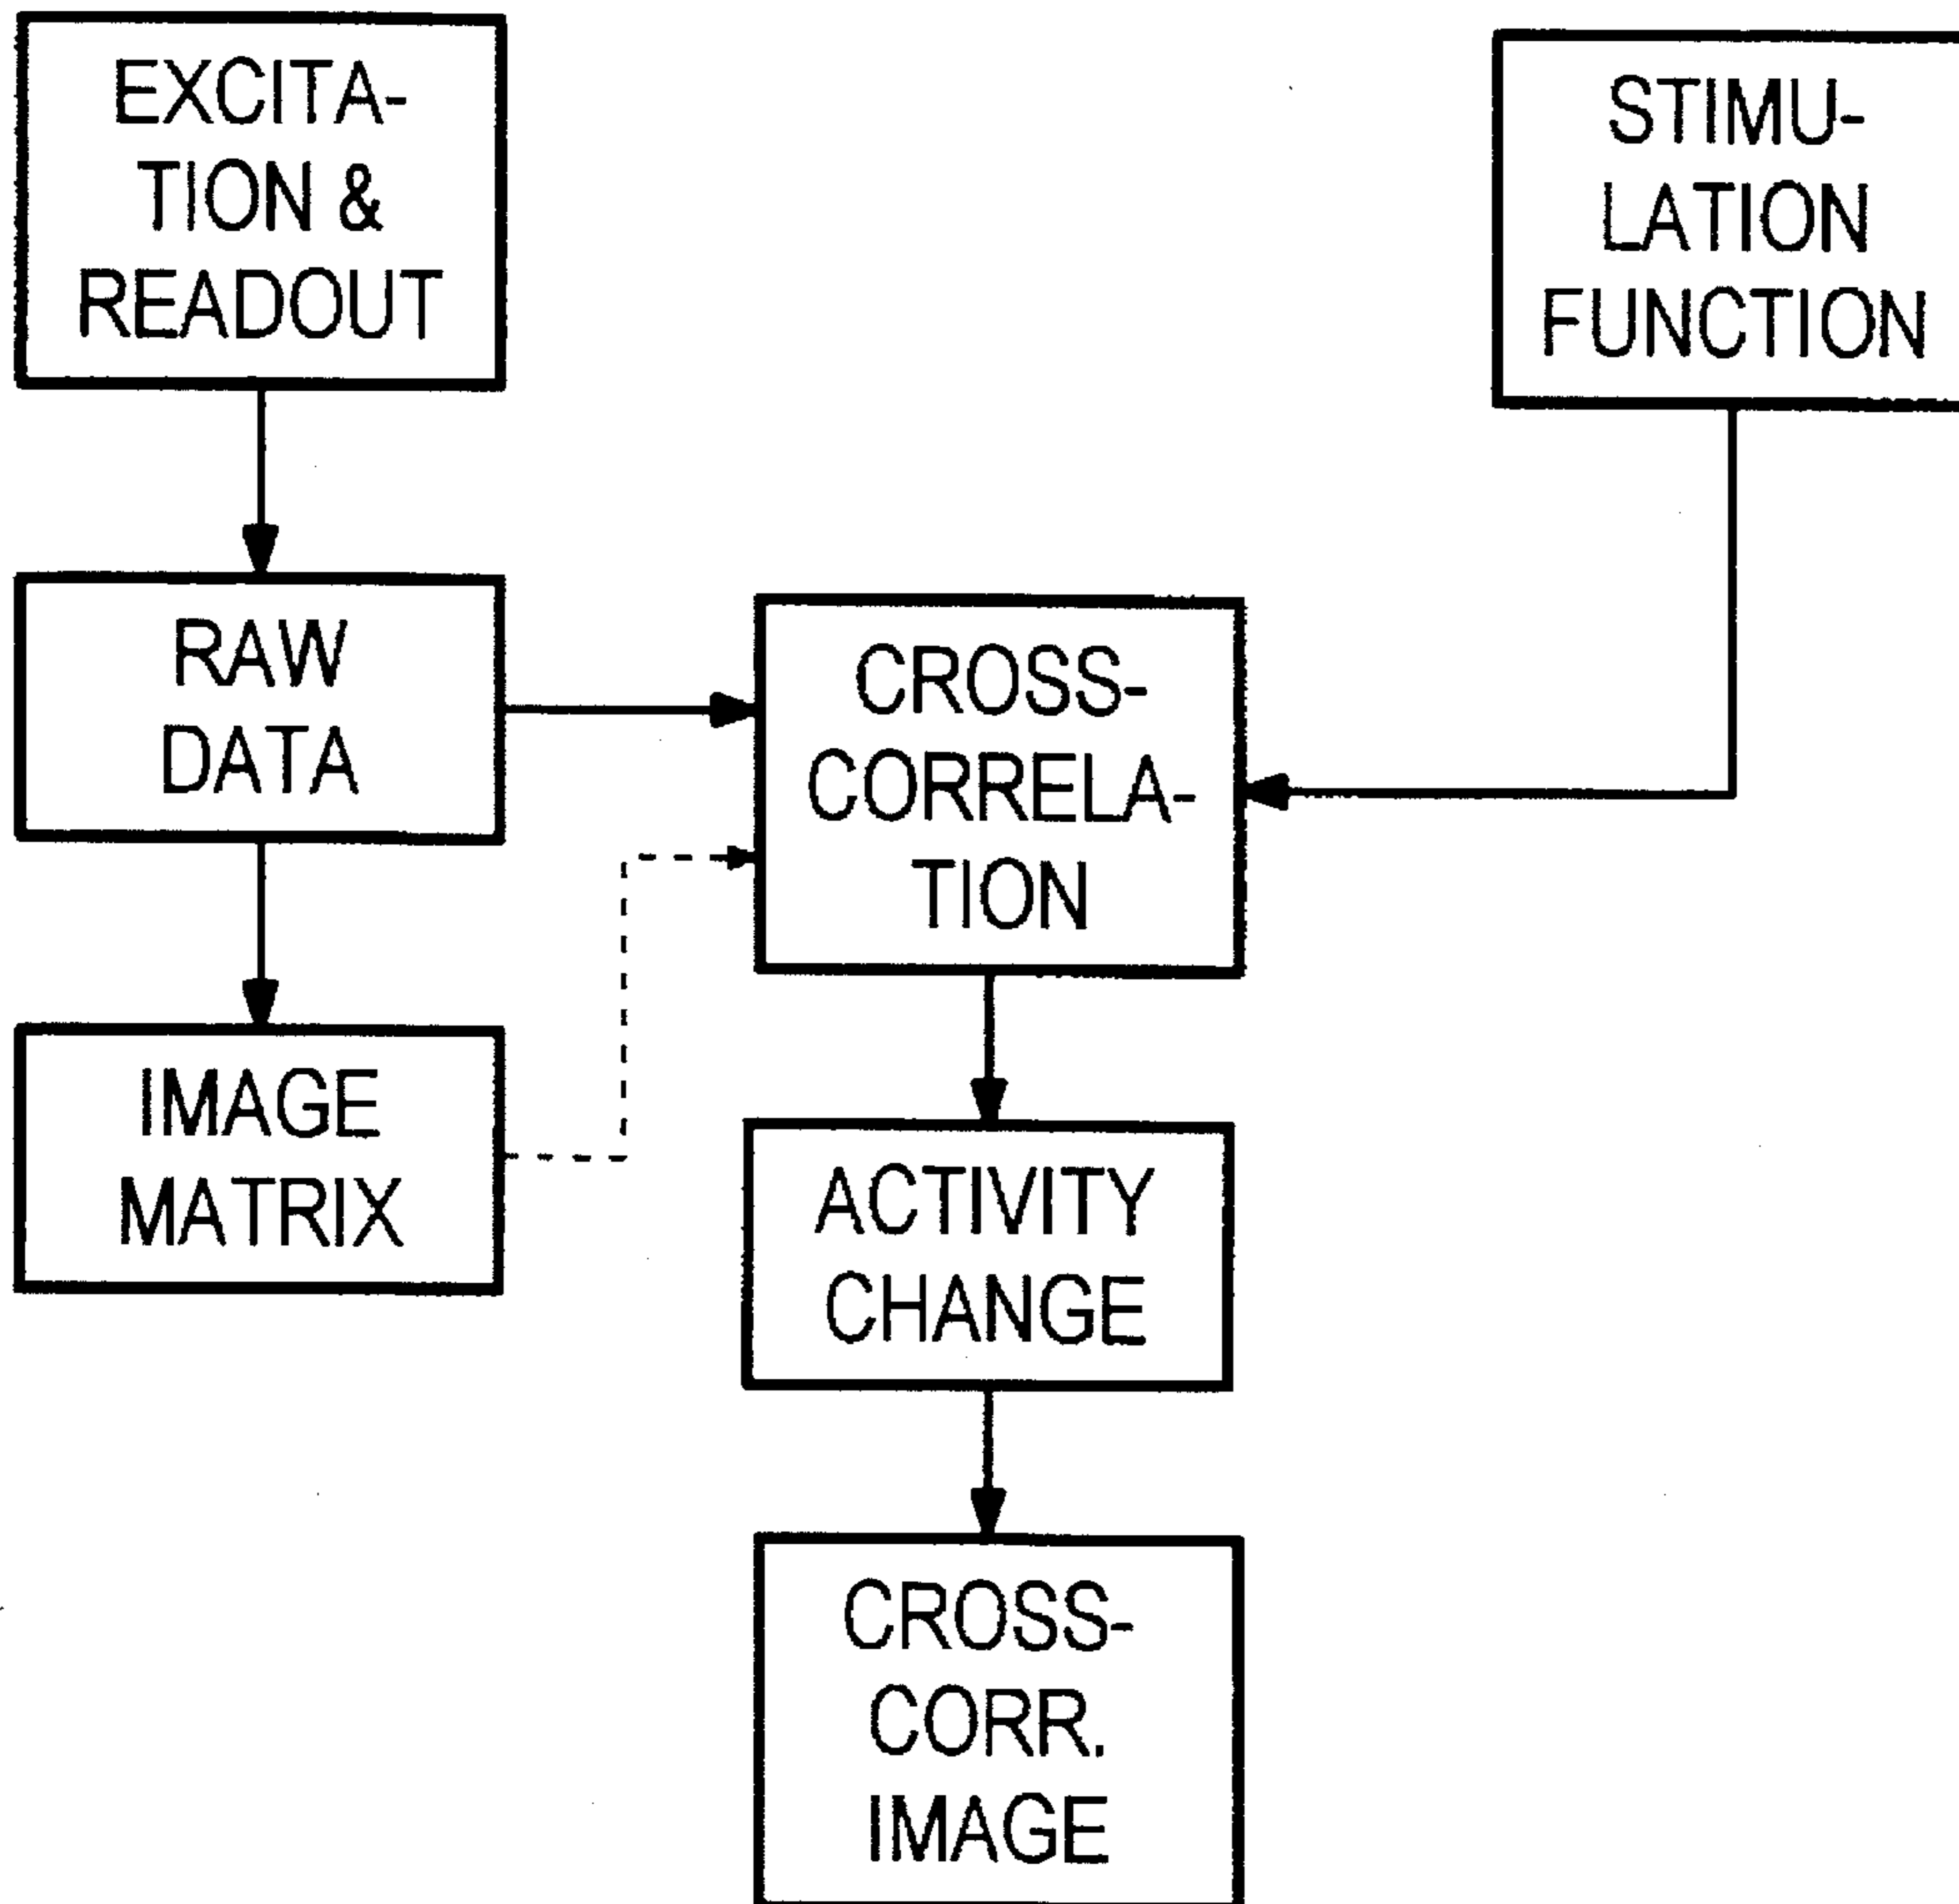 EXCITA-
TION &
READOUT
STIMU-
LATION
FUNCTION
RAW
DATA
CROSS-
CORRELA-
TION
IMAGE
MATRIX
ACTIVITY
CHANGE
CROSS-
CORR.
IMAGE